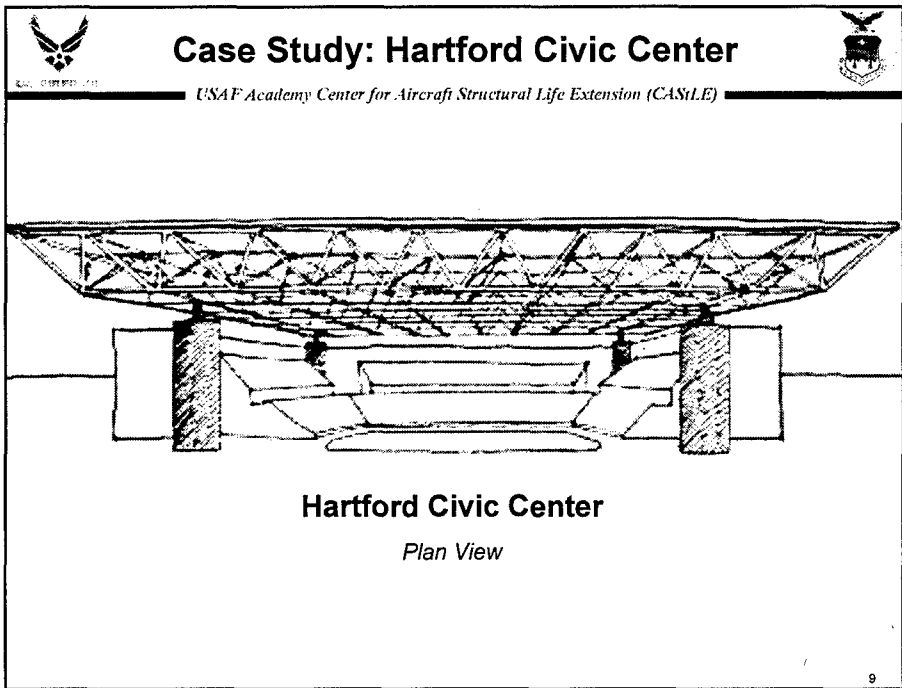 Case Study: Hartford Civic Center
USAF Academy Center for Aircraft Structural Life Extension (CAStLE)
Hartford Civic Center
Plan View
9